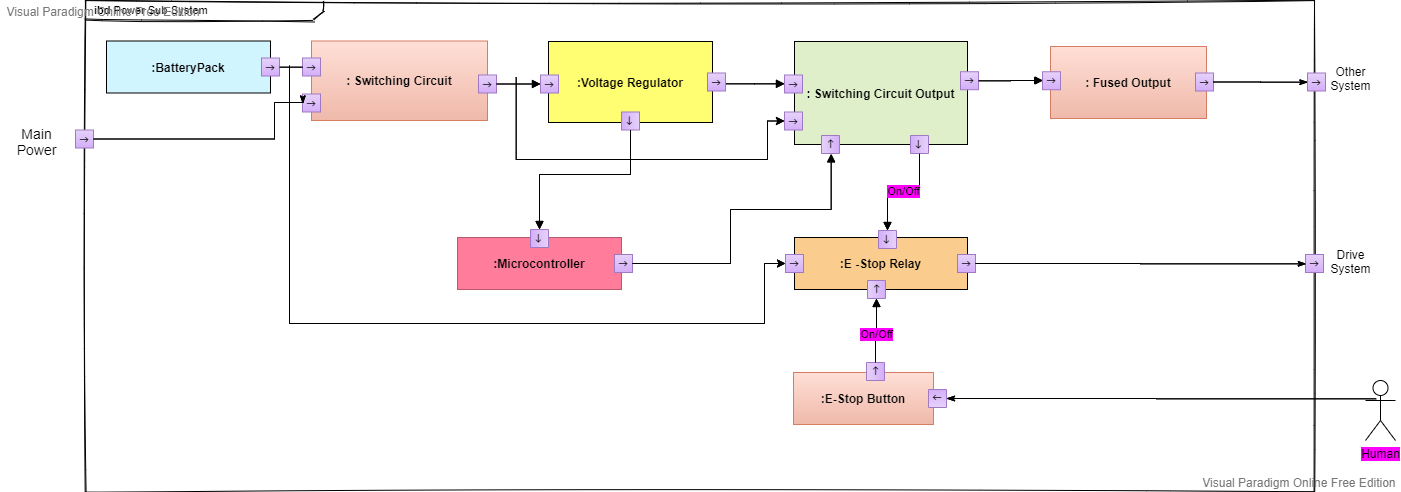 Visual Paradigm Online Free Edition
ibd Power Sub-System
:BatteryPack
: Switching Circuit
:Voltage Regulator
: Switching Circuit Output
: Fused Output
Other
System
Main
Power
On/Off
:Microcontroller
:E -Stop Relay
Drive
System
On/Off
:E-Stop Button
Human
Visual Paradigm Online Free Edition